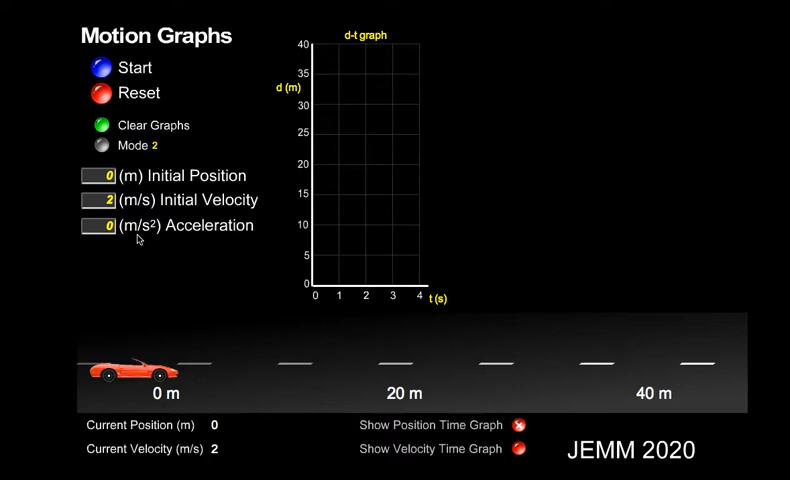 Motion Graphs
Start
Reset
Clear Graphs
Mode 2
0 (m) Initial Position
2 (m/s) Initial Velocity
0 (m/s²) Acceleration
d-t graph
d (m)
40
35
30
25
20
15
10
5
0
0 1 2 3 4 t (s)
0 m 20 m 40 m
Current Position (m) 0
Current Velocity (m/s) 2
Show Position Time Graph
Show Velocity Time Graph
JEMM 2020